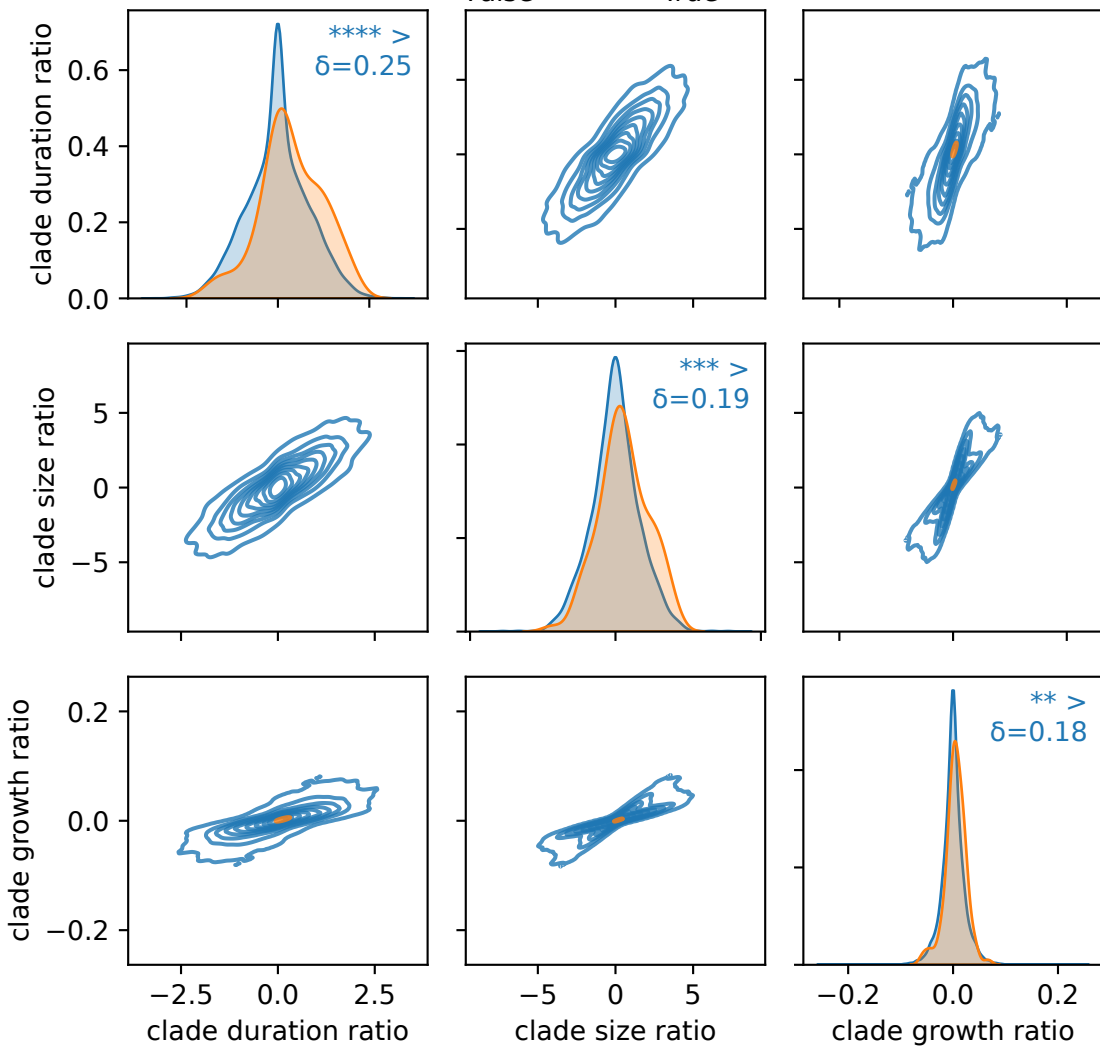 **** >
δ=0.25
clade duration ratio
0.6
0.4
0.2
0.0
*** >
δ=0.19
clade size ratio
5
0
−5
** >
δ=0.18
clade growth ratio
0.2
0.0
−0.2
−2.5 0.0 2.5
−5 0 5
−0.2 0.0 0.2
clade duration ratio
clade size ratio
clade growth ratio